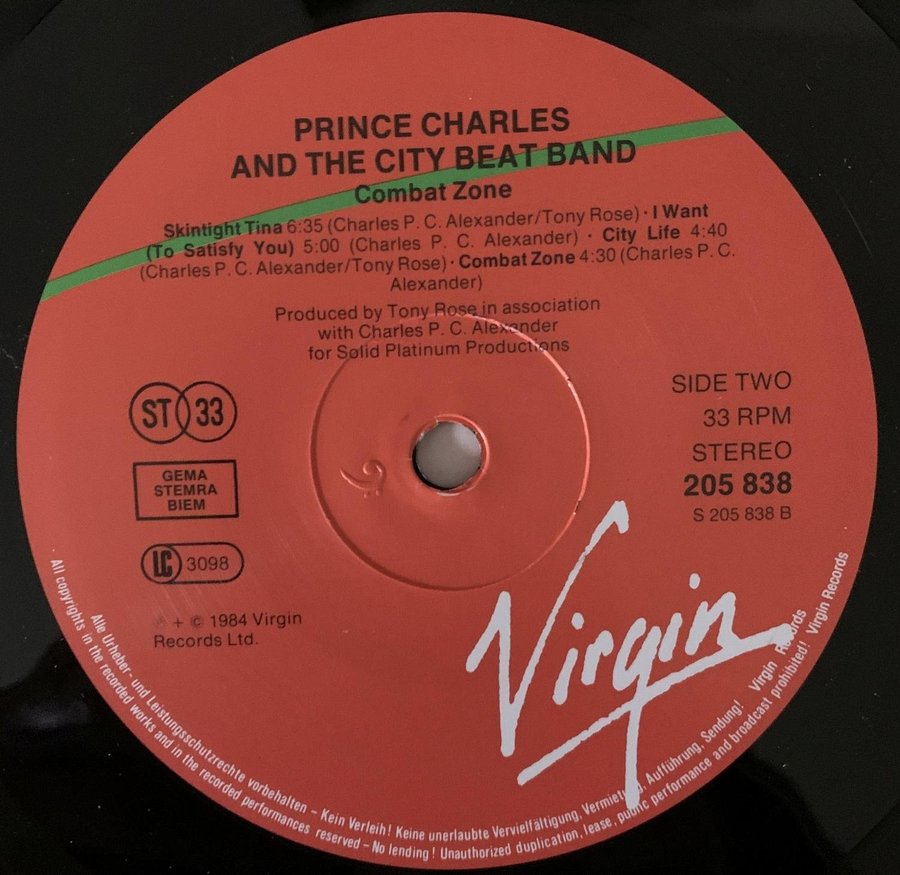 PRINCE CHARLES
AND THE CITY BEAT BAND
Combat Zone
Skintight Tina 6:35 (Charles P. C. Alexander/Tony Rose) · I Want
(To Satisfy You) 5:00 (Charles P. C. Alexander) · City Life 4:40
(Charles P. C. Alexander/Tony Rose) · Combat Zone 4:30 (Charles P. C.
Alexander)
Produced by Tony Rose in association
with Charles P. C. Alexander
for Solid Platinum Productions
ST 33
GEMA
STEMRA
BIEM
LC 3098
℗ + © 1984 Virgin
Records Ltd.
SIDE TWO
33 RPM
STEREO
205 838
S 205 838 B
Virgin
Alle Urheber- und Leistungsschutzrechte vorbehalten – Kein Verleih! Keine unerlaubte Vervielfältigung, Vermietung, Aufführung, Sendung! Virgin Records
All copyrights in the recorded works and in the recorded performances reserved – No lending! Unauthorized duplication, lease, public performance and broadcast prohibited! Virgin Records